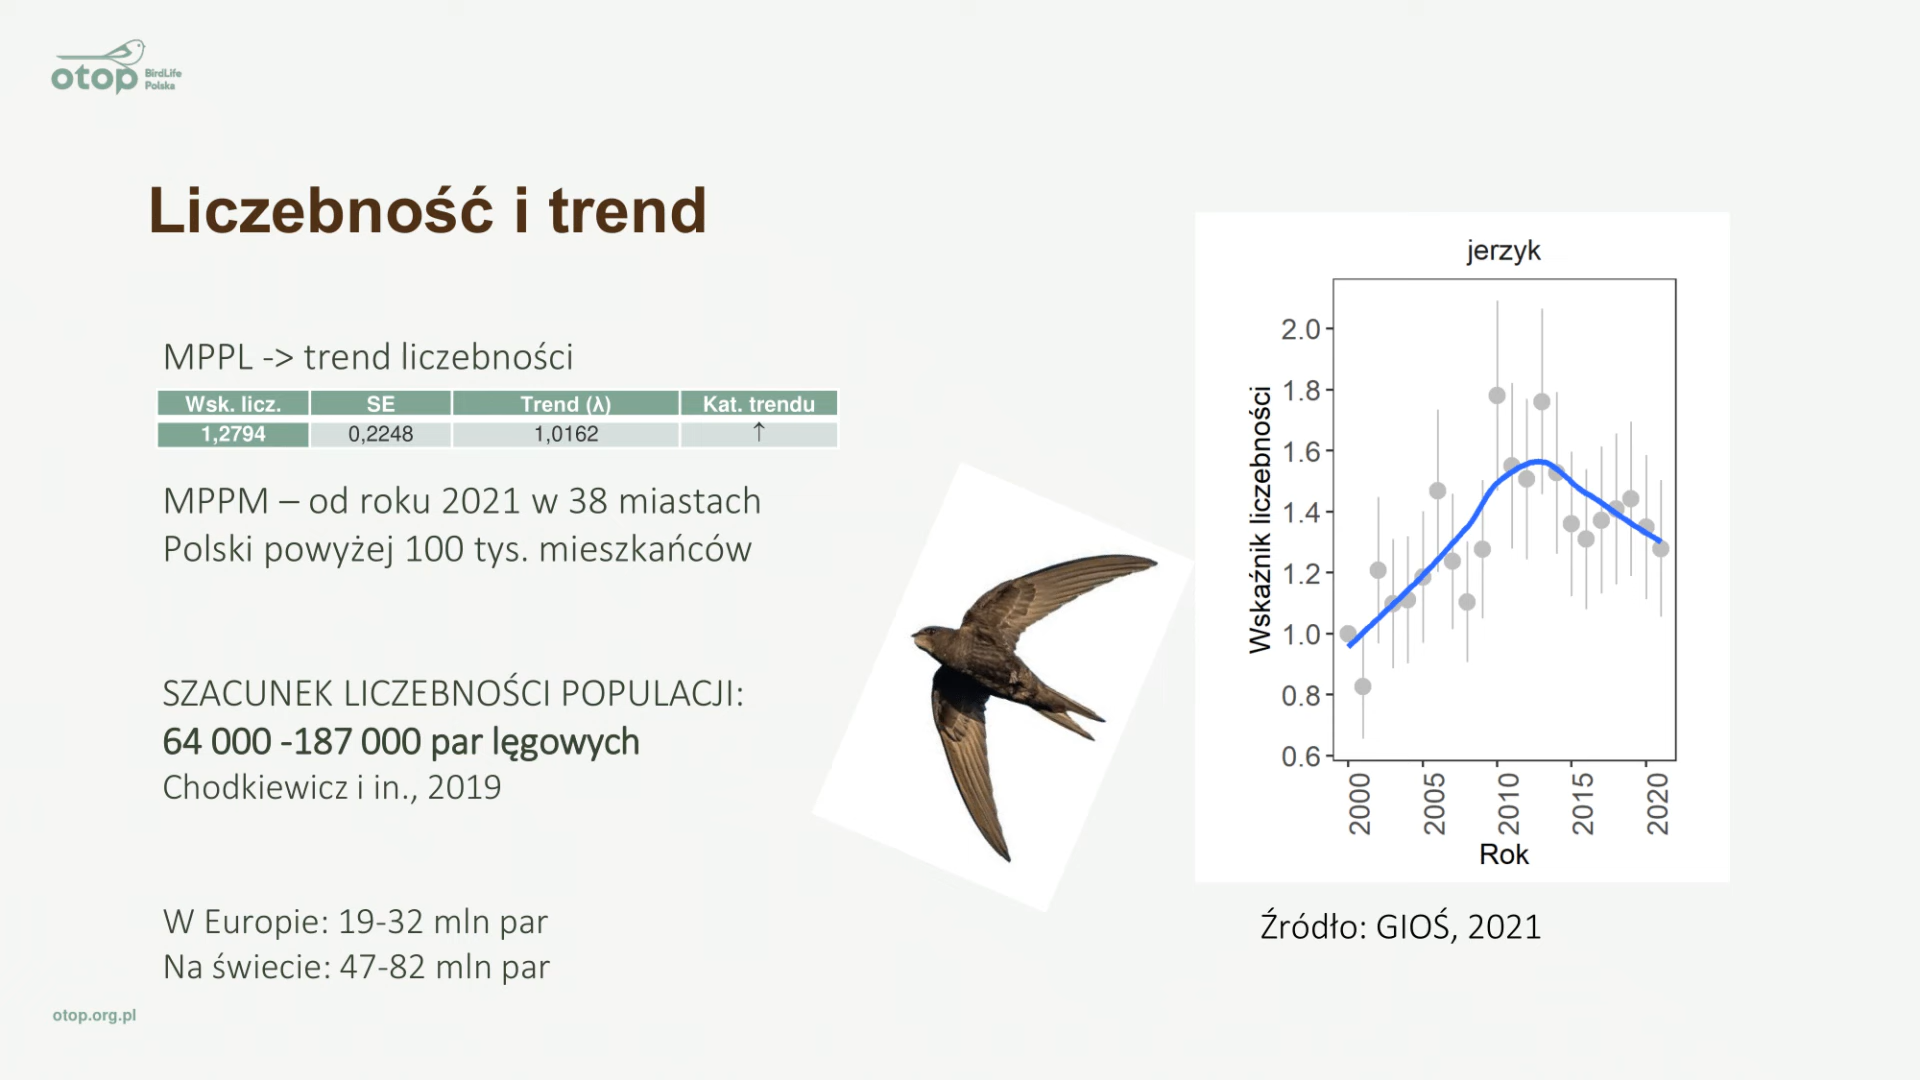 otop BirdLife
Polska
Liczebność i trend
MPPL -> trend liczebności
Wsk. licz. SE Trend (λ) Kat. trendu
1,2794 0,2248 1,0162 ↑
MPPM – od roku 2021 w 38 miastach
Polski powyżej 100 tys. mieszkańców
SZACUNEK LICZEBNOŚCI POPULACJI:
64 000 -187 000 par lęgowych
Chodkiewicz i in., 2019
W Europie: 19-32 mln par
Na świecie: 47-82 mln par
otop.org.pl
jerzyk
Wskaźnik liczebności
2.0
1.8
1.6
1.4
1.2
1.0
0.8
0.6
2000 2005 2010 2015 2020
Rok
Źródło: GIOŚ, 2021